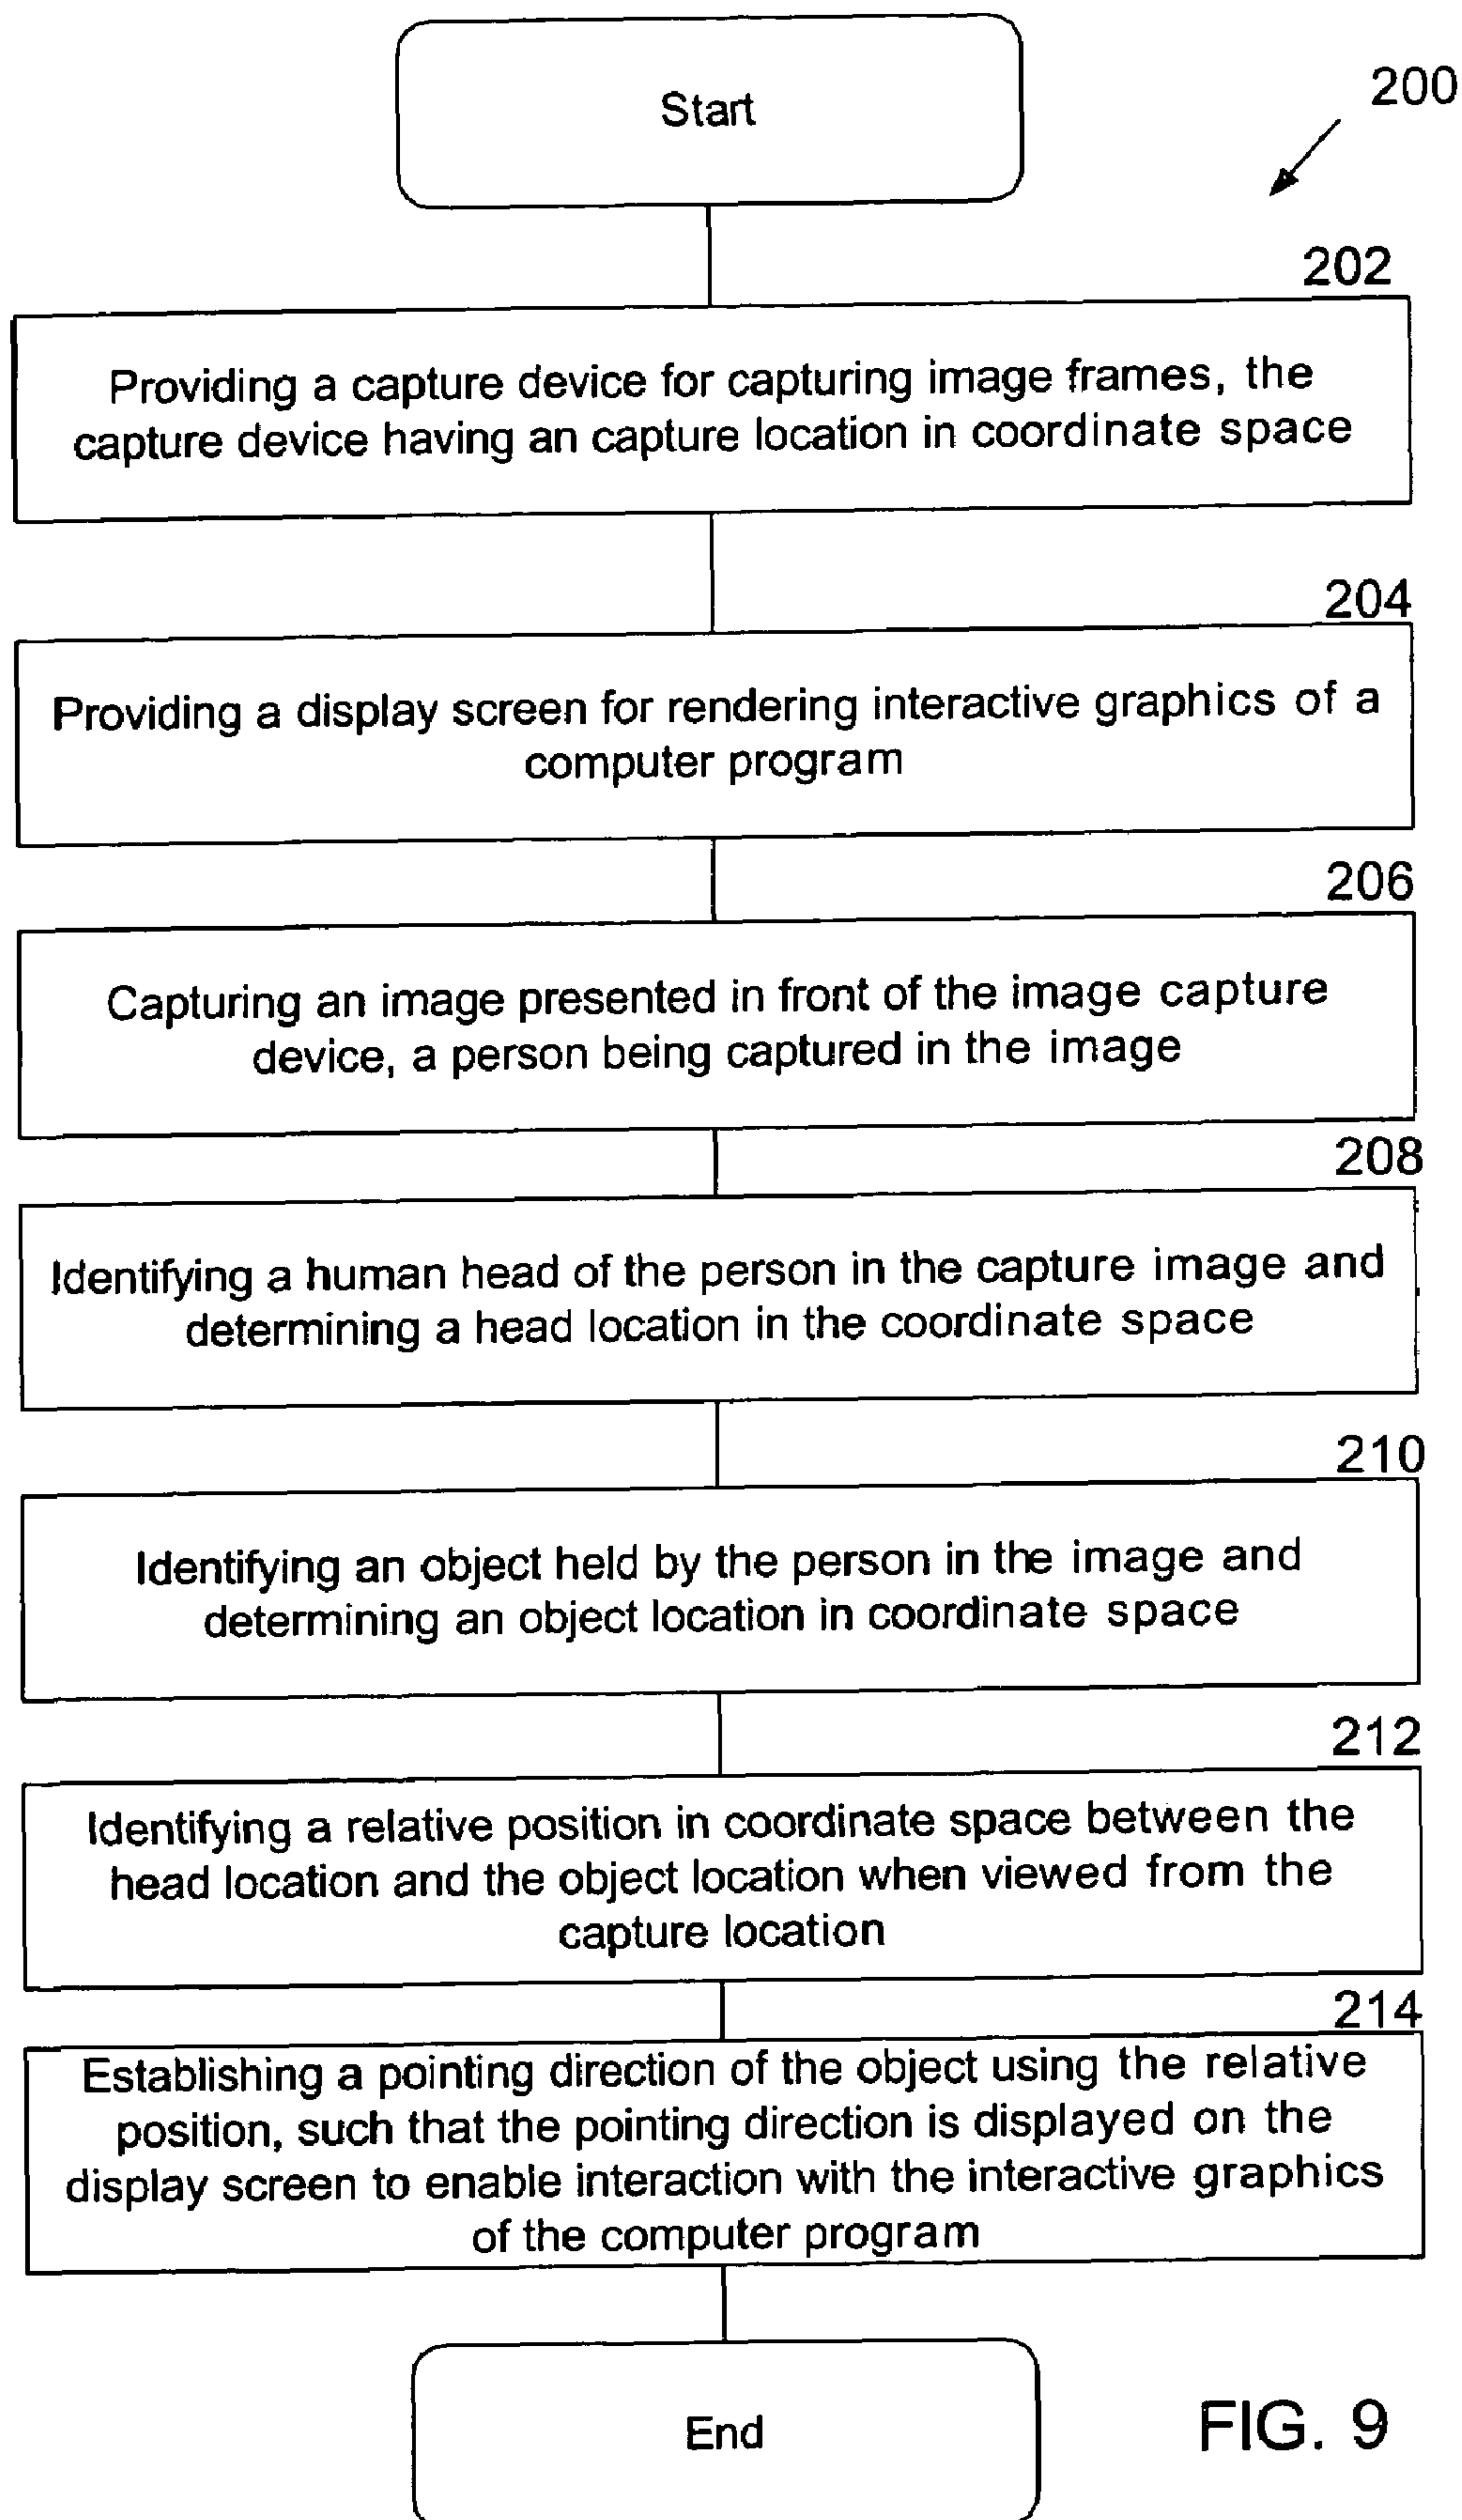 Start
200
202
Providing a capture device for capturing image frames, the
capture device having an capture location in coordinate space
204
Providing a display screen for rendering interactive graphics of a
computer program
206
Capturing an image presented in front of the image capture
device, a person being captured in the image
208
Identifying a human head of the person in the capture image and
determining a head location in the coordinate space
210
Identifying an object held by the person in the image and
determining an object location in coordinate space
212
Identifying a relative position in coordinate space between the
head location and the object location when viewed from the
capture location
214
Establishing a pointing direction of the object using the relative
position, such that the pointing direction is displayed on the
display screen to enable interaction with the interactive graphics
of the computer program
End
FIG. 9